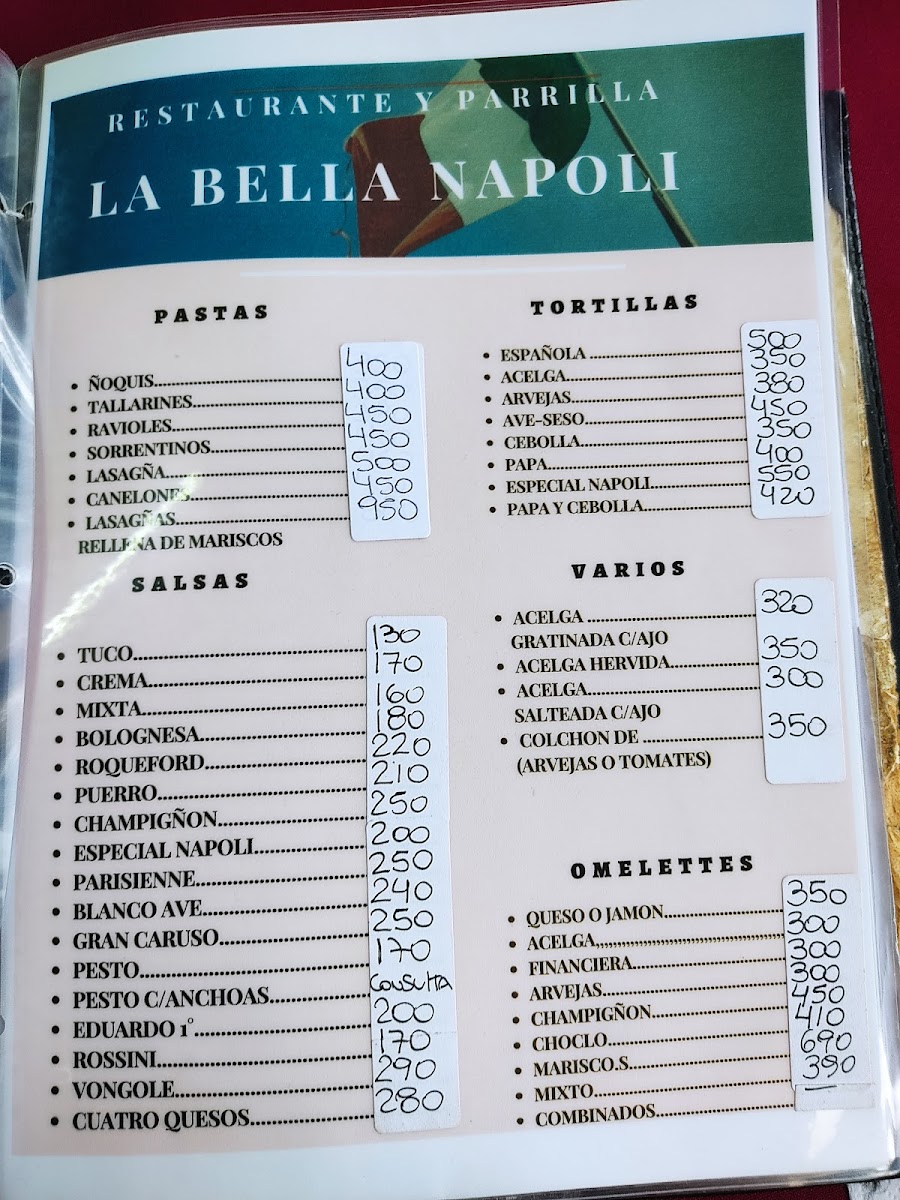 RESTAURANTE Y PARRILLA
LA BELLA NAPOLI
PASTAS
ÑOQUIS 400
TALLARINES 400
RAVIOLES 450
SORRENTINOS 450
LASAGÑA 500
CANELONES 450
LASAGÑAS 950
RELLENA DE MARISCOS
SALSAS
TUCO 130
CREMA 170
MIXTA 160
BOLOGNESA 180
ROQUEFORD 220
PUERRO 210
CHAMPIGÑON 250
ESPECIAL NAPOLI 200
PARISIENNE 250
BLANCO AVE 240
GRAN CARUSO 250
PESTO 170
PESTO C/ANCHOAS CONSULTA
EDUARDO 1° 200
ROSSINI 170
VONGOLE 290
CUATRO QUESOS 280
TORTILLAS
ESPAÑOLA 500
ACELGA 350
ARVEJAS 380
AVE-SESO 450
CEBOLLA 350
PAPA 400
ESPECIAL NAPOLI 550
PAPA Y CEBOLLA 420
VARIOS
ACELGA 320
GRATINADA C/AJO
ACELGA HERVIDA 350
ACELGA 300
SALTEADA C/AJO
COLCHON DE 350
(ARVEJAS O TOMATES)
OMELETTES
QUESO O JAMON 350
ACELGA 300
FINANCIERA 300
ARVEJAS 300
CHAMPIGÑON 450
CHOCLO 410
MARISCO.S 690
MIXTO 390
COMBINADOS —